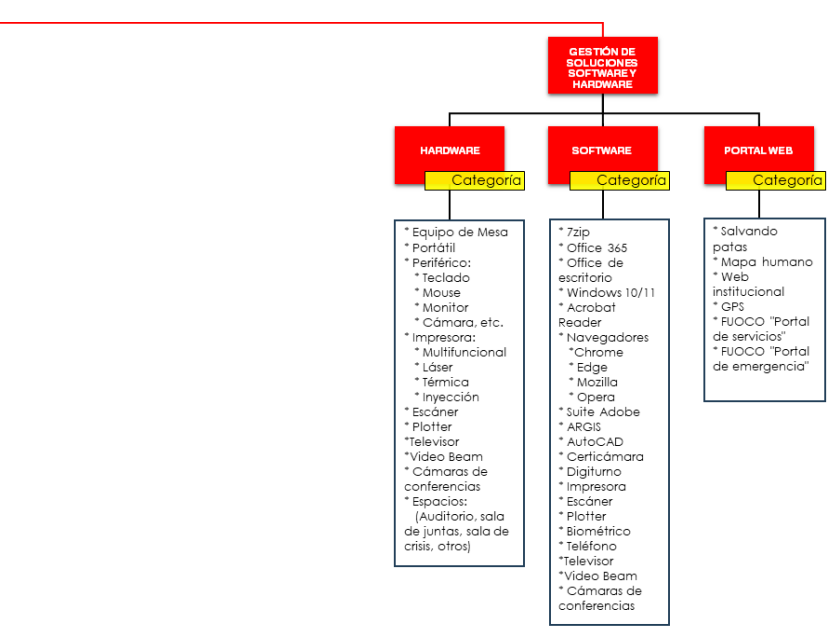 GESTIÓN DE
SOLUCIONES
SOFTWARE Y
HARDWARE
HARDWARE
Categoría
SOFTWARE
Categoría
PORTAL WEB
Categoría
* Equipo de Mesa
* Portátil
* Periférico:
* Teclado
* Mouse
* Monitor
* Cámara, etc.
* Impresora:
* Multifuncional
* Láser
* Térmica
* Inyección
* Escáner
* Plotter
*Televisor
*Video Beam
* Cámaras de
conferencias
* Espacios:
(Auditorio, sala
de juntas, sala de
crisis, otros)
* 7zip
* Office 365
* Office de
escritorio
* Windows 10/11
* Acrobat
Reader
* Navegadores
*Chrome
* Edge
* Mozilla
* Opera
* Suite Adobe
* ARGIS
* AutoCAD
* Certicámara
* Digiturno
* Impresora
* Escáner
* Plotter
* Biométrico
* Teléfono
*Televisor
*Video Beam
* Cámaras de
conferencias
* Salvando
patas
* Mapa humano
* Web
institucional
* GPS
* FUOCO "Portal
de servicios"
* FUOCO "Portal
de emergencia"